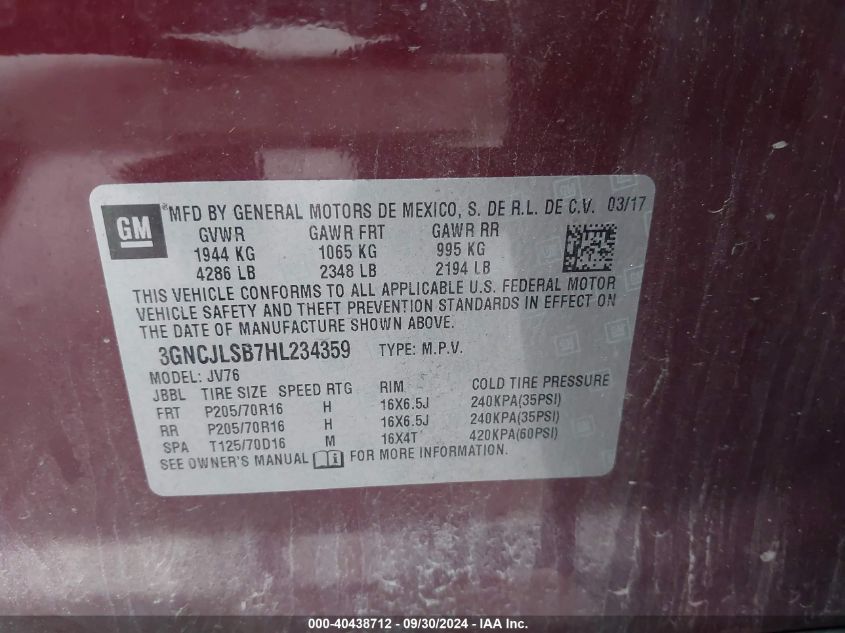 GM ® MFD BY GENERAL MOTORS DE MEXICO, S. DE R.L. DE C.V. 03/17
GVWR GAWR FRT GAWR RR
1944 KG 1065 KG 995 KG
4286 LB 2348 LB 2194 LB
THIS VEHICLE CONFORMS TO ALL APPLICABLE U.S. FEDERAL MOTOR
VEHICLE SAFETY AND THEFT PREVENTION STANDARDS IN EFFECT ON
THE DATE OF MANUFACTURE SHOWN ABOVE.
3GNCJLSB7HL234359 TYPE: M.P.V.
MODEL: JV76
JBBL TIRE SIZE SPEED RTG RIM COLD TIRE PRESSURE
FRT P205/70R16 H 16X6.5J 240KPA(35PSI)
RR P205/70R16 H 16X6.5J 240KPA(35PSI)
SPA T125/70D16 M 16X4T 420KPA(60PSI)
SEE OWNER'S MANUAL FOR MORE INFORMATION.
000-40438712 - 09/30/2024 - IAAI, Inc.